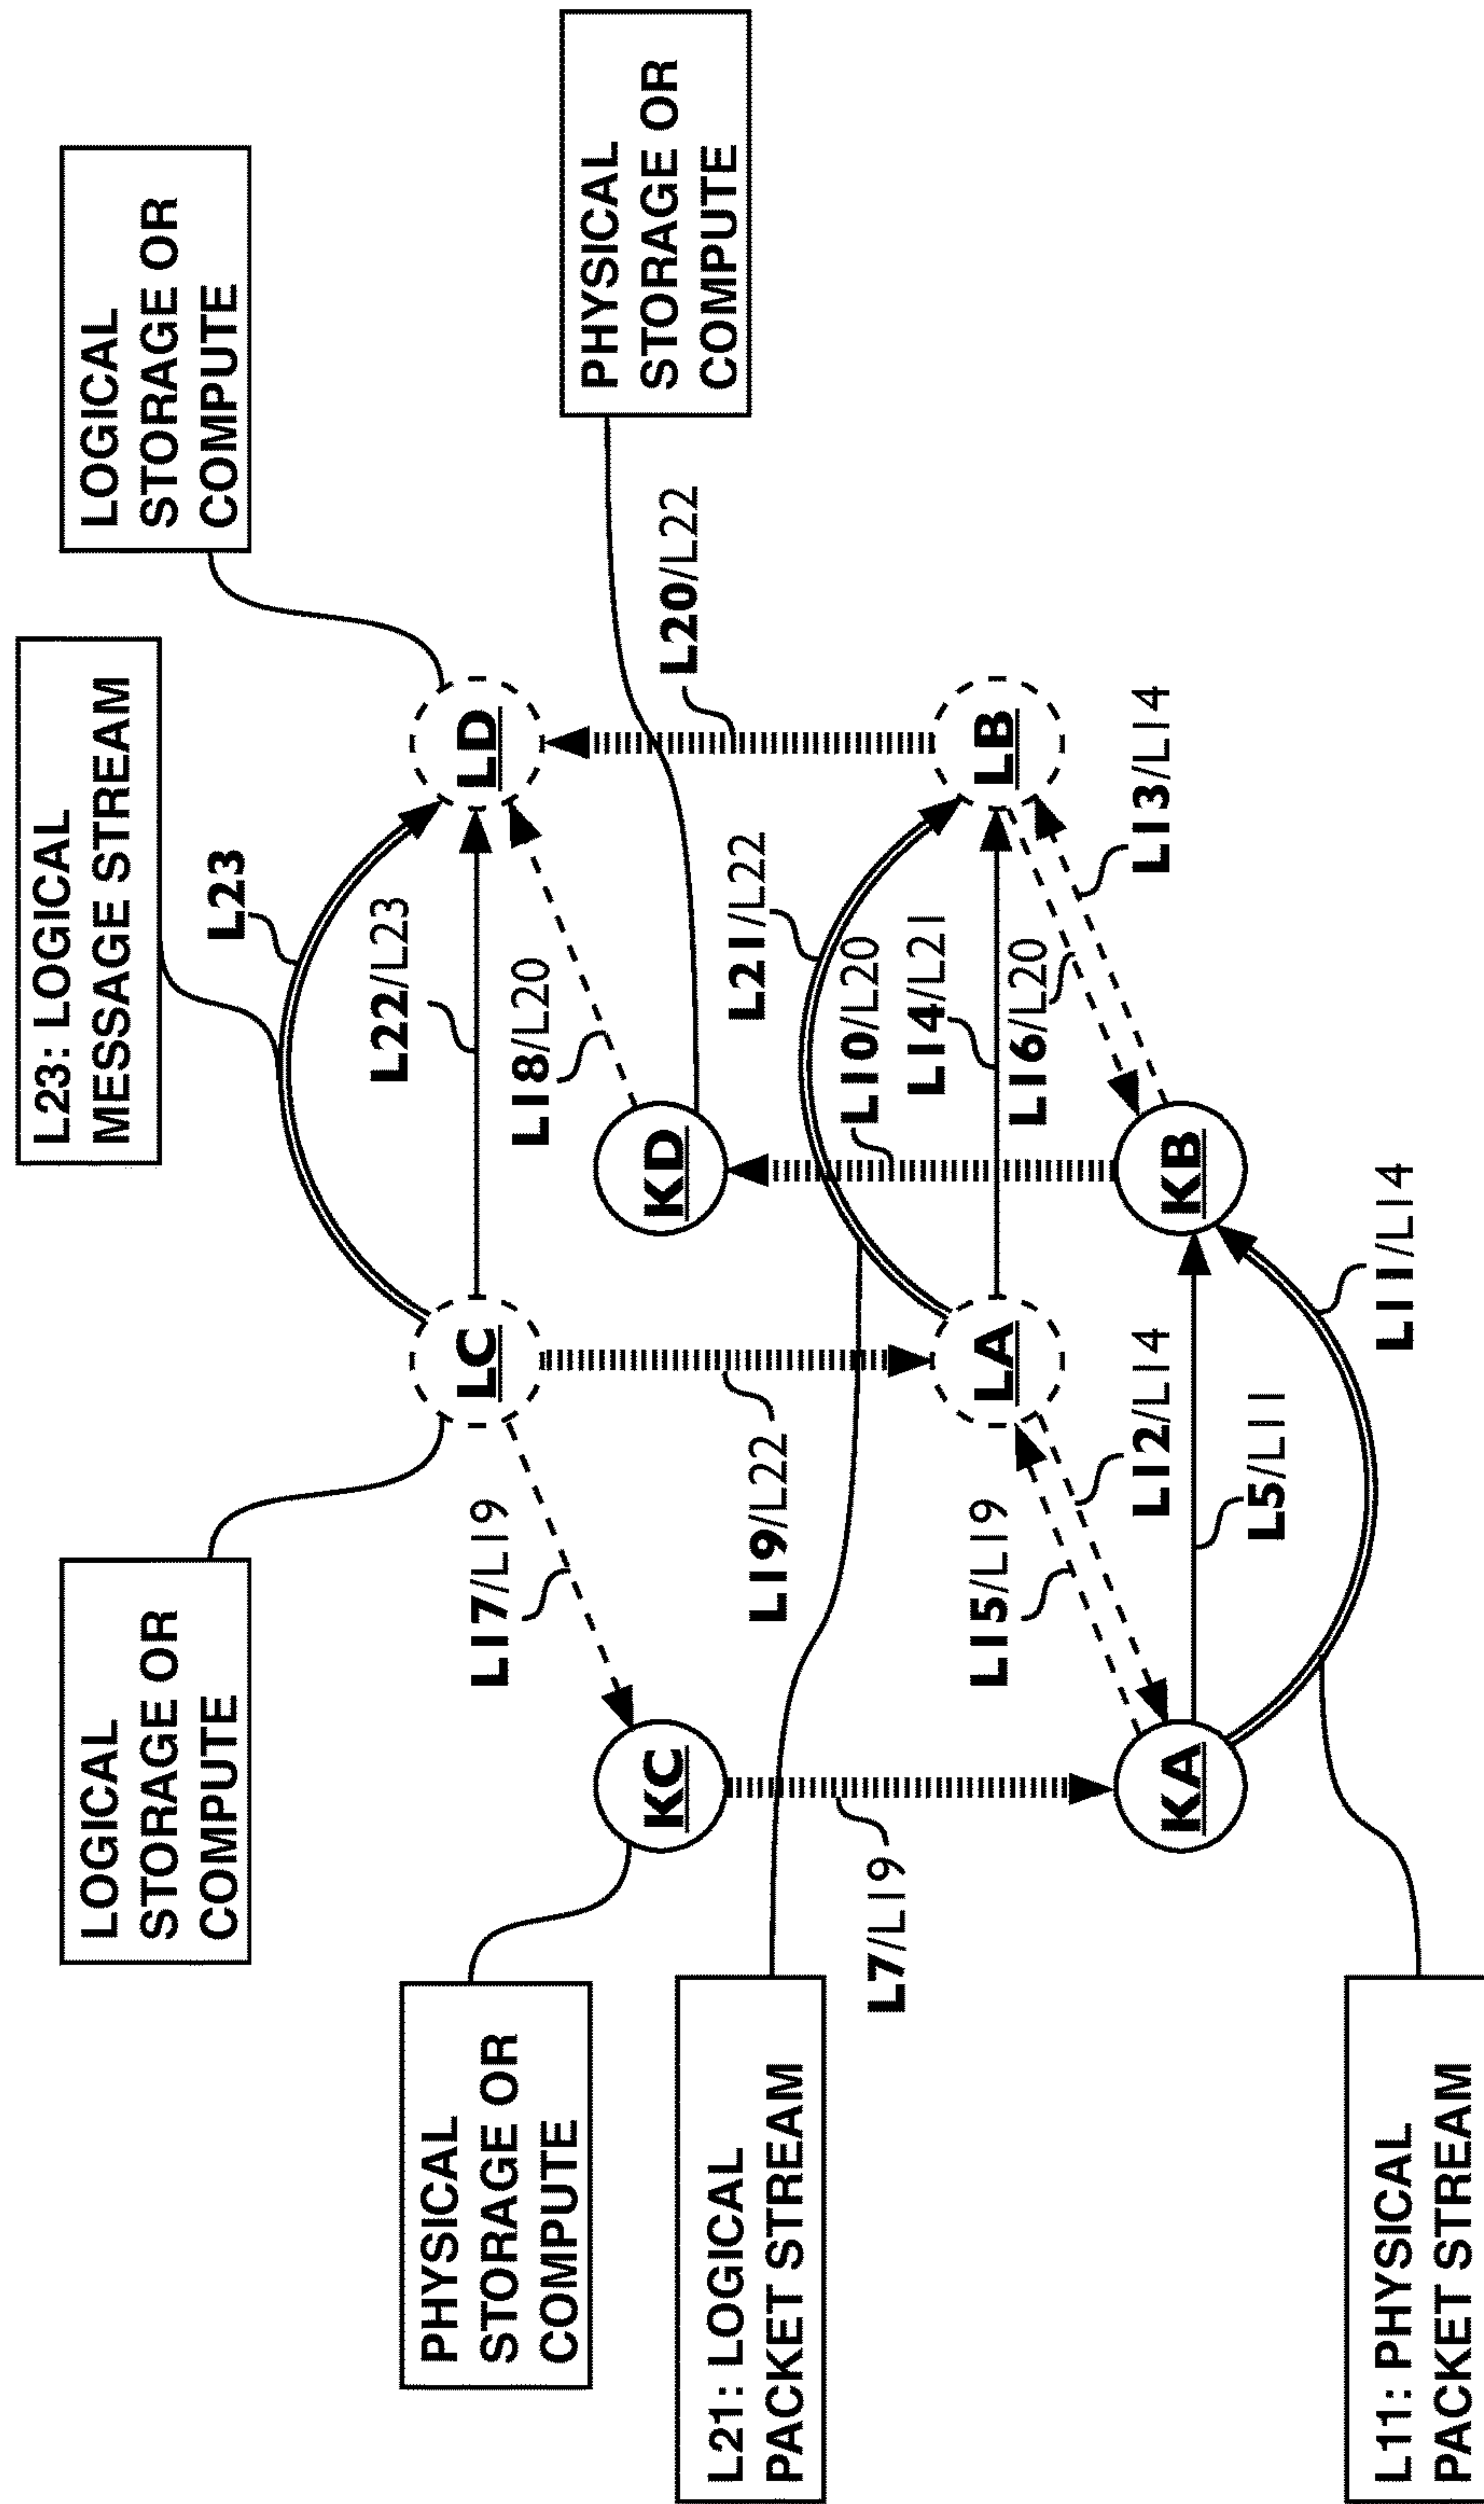 L23: LOGICAL
MESSAGE STREAM
LOGICAL
STORAGE OR
COMPUTE
LOGICAL
STORAGE OR
COMPUTE
L23
L22/L23
LC
LD
L17/L19
L18/L20
PHYSICAL
STORAGE OR
COMPUTE
KC
KD
PHYSICAL
STORAGE OR
COMPUTE
L20/L22
L21: LOGICAL
PACKET STREAM
L19/L22
L21/L22
L7/L19
L10/L20
L14/L21
LA
LB
L15/L19
L16/L20
L12/L14
L13/L14
KA
KB
L5/L11
L11/L14
L11: PHYSICAL
PACKET STREAM